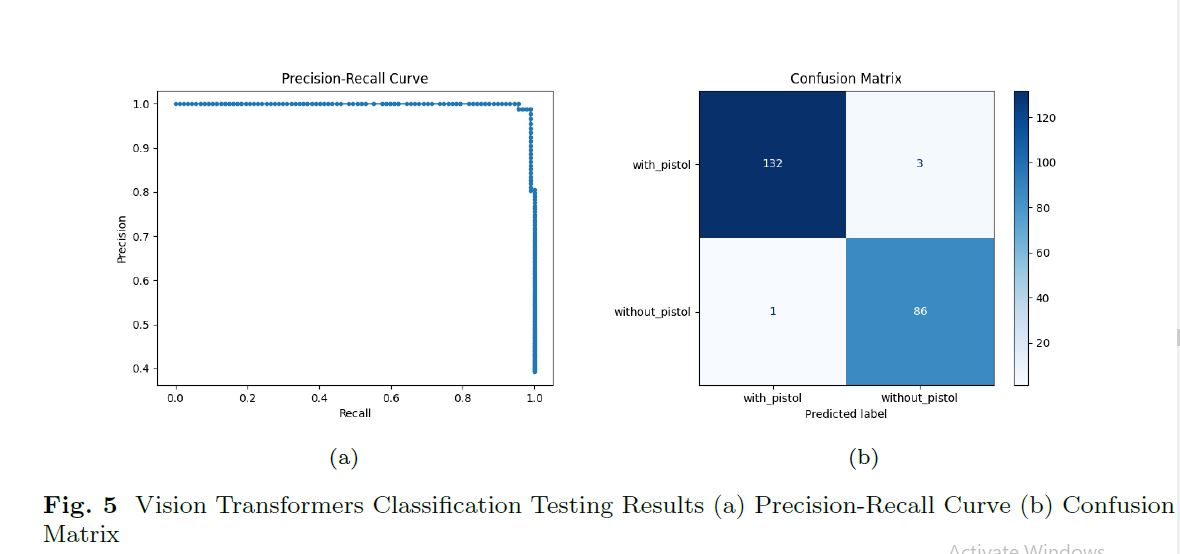 Precision-Recall Curve
1.0
0.9
0.8
0.7
0.6
0.5
0.4
Precision
0.0 0.2 0.4 0.6 0.8 1.0
Recall
(a)
Confusion Matrix
with_pistol 132 3
without_pistol 1 86
with_pistol without_pistol
Predicted label
120
100
80
60
40
20
(b)
Fig. 5 Vision Transformers Classification Testing Results (a) Precision-Recall Curve (b) Confusion
Matrix
Activate Windows